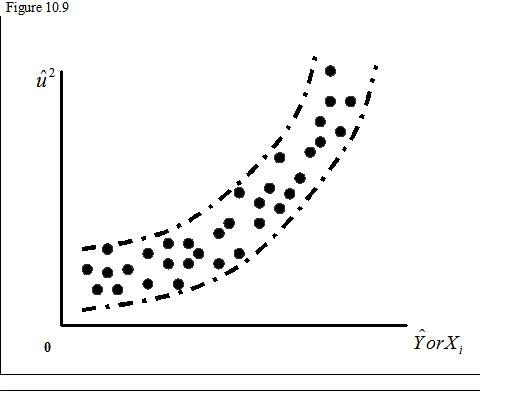 Figure 10.9
û²
0
Ŷ or Xᵢ